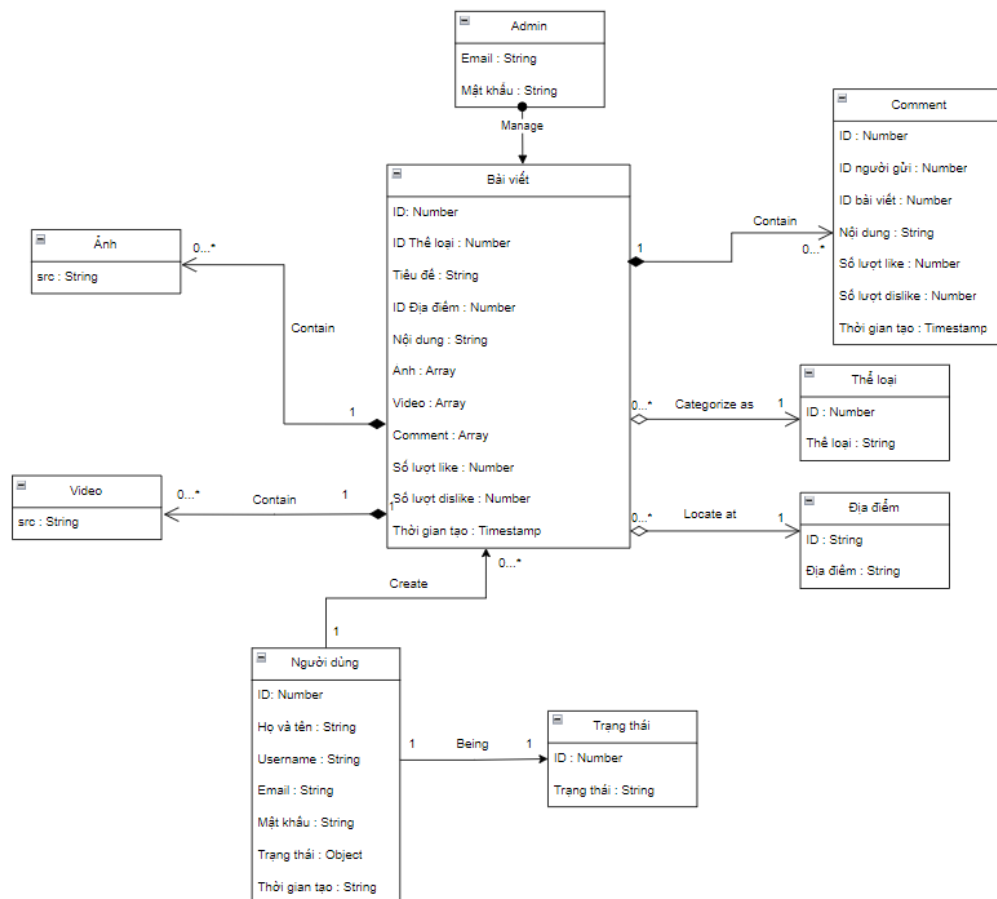 Admin
Email : String
Mật khẩu : String
Manage
Comment
ID : Number
ID người gửi : Number
ID bài viết : Number
Nội dung : String
Số lượt like : Number
Số lượt dislike : Number
Thời gian tạo : Timestamp
Bài viết
ID: Number
ID Thể loại : Number
Tiêu đề : String
ID Địa điểm : Number
Nội dung : String
Ảnh : Array
Video : Array
Comment : Array
Số lượt like : Number
Số lượt dislike : Number
Thời gian tạo : Timestamp
1
Contain
0...*
Ảnh
src : String
0...*
Contain
1
Thể loại
ID : Number
Thể loại : String
0...*
Categorize as
1
Video
src : String
0...*
Contain
1
1
Địa điểm
ID : String
Địa điểm : String
0...*
Locate at
1
0...*
Create
1
Người dùng
ID: Number
Họ và tên : String
Username : String
Email : String
Mật khẩu : String
Trạng thái : Object
Thời gian tạo : String
1
Being
1
Trạng thái
ID : Number
Trạng thái : String